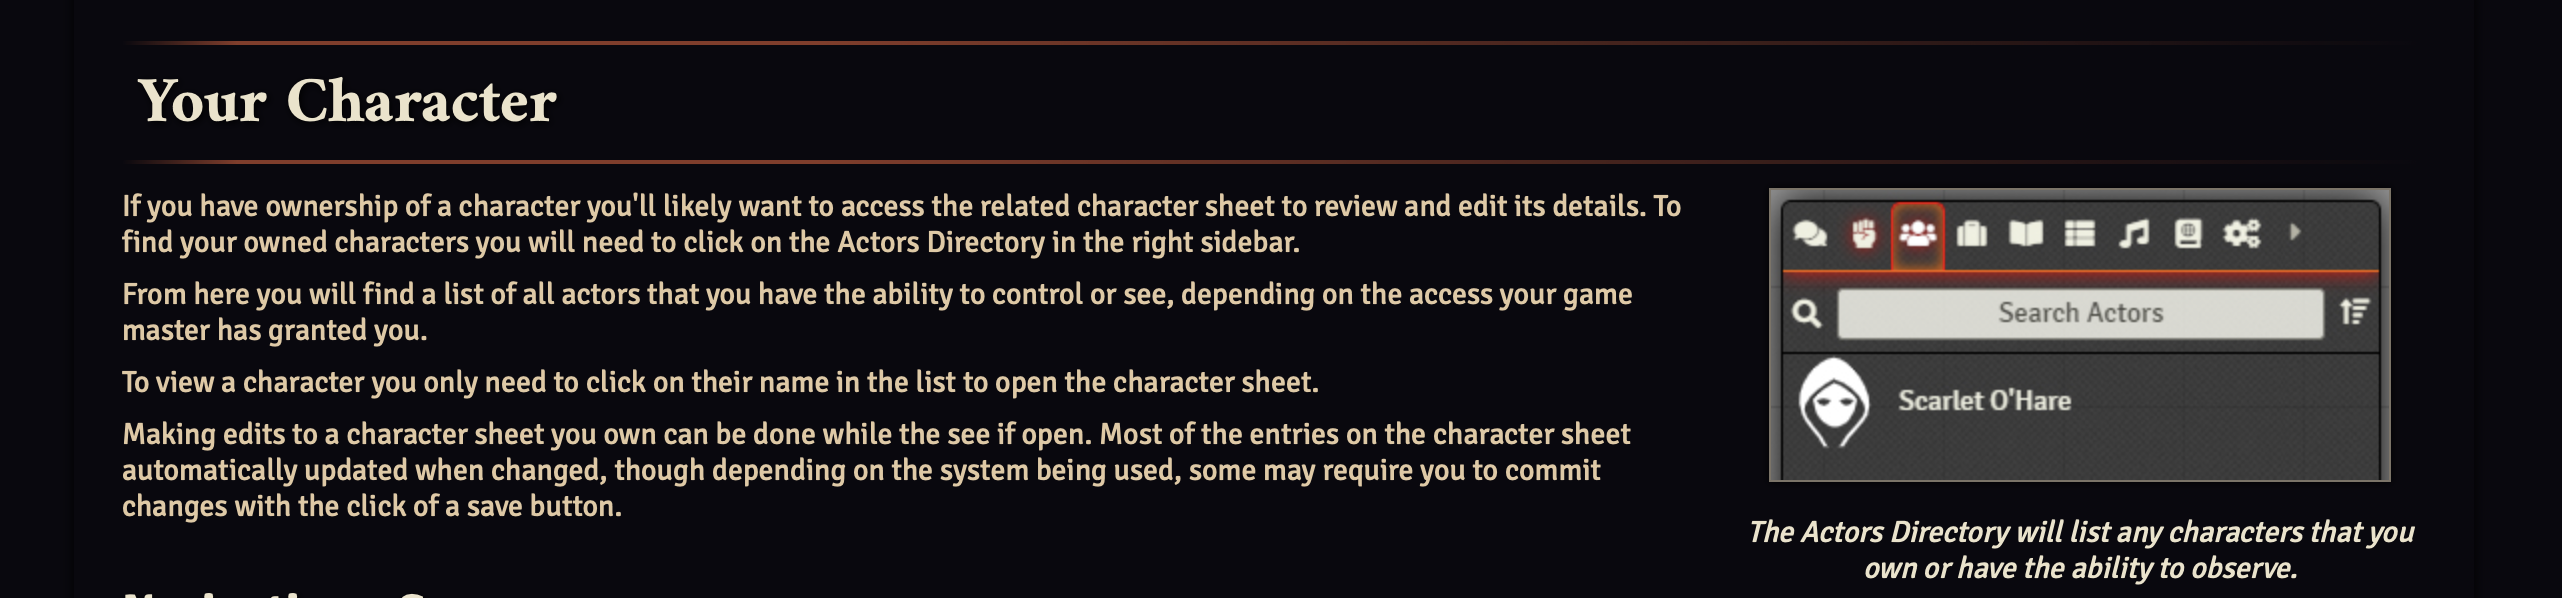 Your Character
If you have ownership of a character you'll likely want to access the related character sheet to review and edit its details. To
find your owned characters you will need to click on the Actors Directory in the right sidebar.
From here you will find a list of all actors that you have the ability to control or see, depending on the access your game
master has granted you.
To view a character you only need to click on their name in the list to open the character sheet.
Making edits to a character sheet you own can be done while the see if open. Most of the entries on the character sheet
automatically updated when changed, though depending on the system being used, some may require you to commit
changes with the click of a save button.
Search Actors
Scarlet O'Hare
The Actors Directory will list any characters that you
own or have the ability to observe.